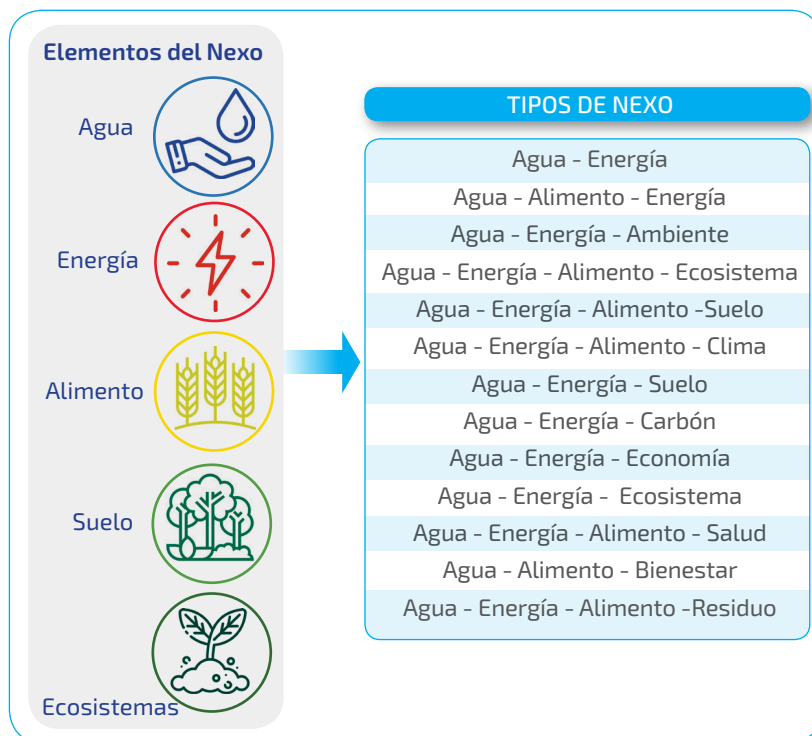 Elementos del Nexo
Agua
Energía
Alimento
Suelo
Ecosistemas
TIPOS DE NEXO
Agua - Energía
Agua - Alimento - Energía
Agua - Energía - Ambiente
Agua - Energía - Alimento - Ecosistema
Agua - Energía - Alimento -Suelo
Agua - Energía - Alimento - Clima
Agua - Energía - Suelo
Agua - Energía - Carbón
Agua - Energía - Economía
Agua - Energía -  Ecosistema
Agua - Energía - Alimento - Salud
Agua - Alimento - Bienestar
Agua - Energía - Alimento -Residuo